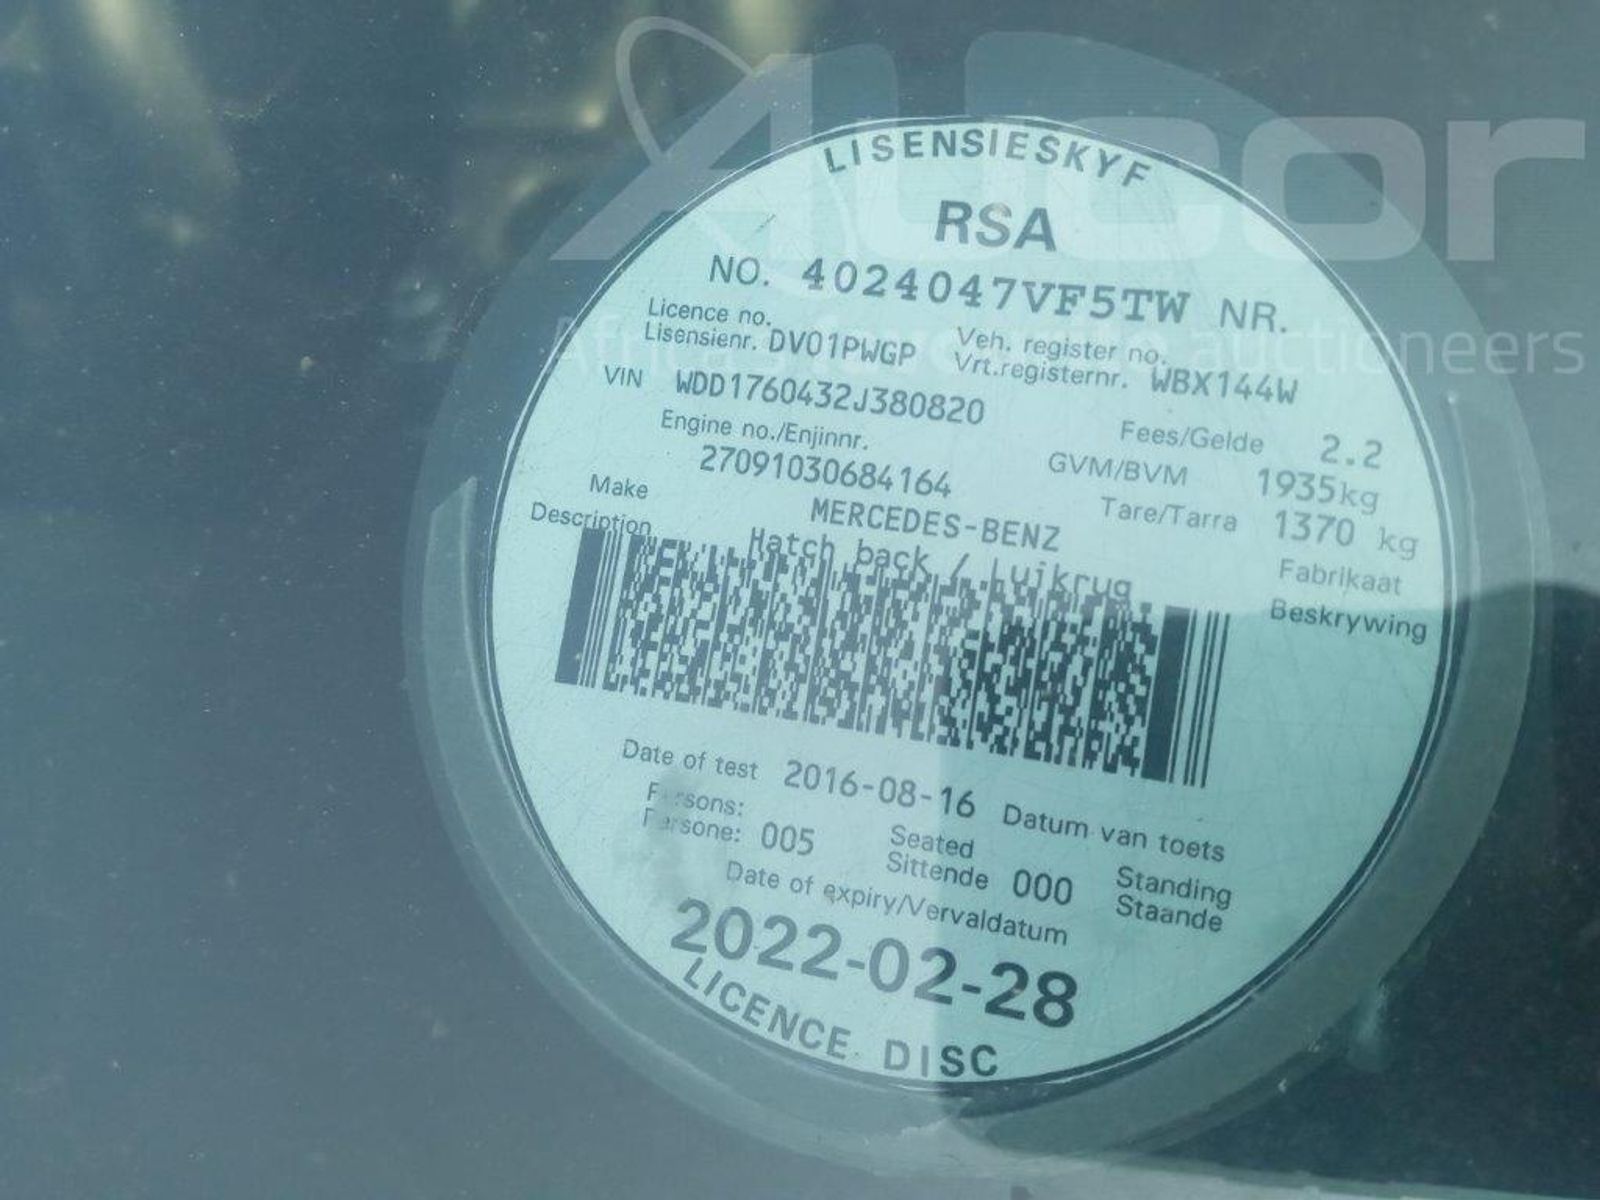 Aucor
Africa's favourite auctioneers
LISENSIESKYF
RSA
NO. 4024047VF5TW NR.
Licence no.
Lisensienr. DV01PWGP
Veh. register no.
Vrt.registernr. WBX144W
VIN WDD1760432J380820
Engine no./Enjinnr.
27091030684164
Fees/Gelde 2.2
GVM/BVM 1935kg
Tare/Tarra 1370 kg
Make MERCEDES-BENZ Fabrikaat
Description Hatch back / Luikrug Beskrywing
Date of test 2016-08-16 Datum van toets
Persons:
Persone: 005
Seated
Sittende 000
Standing
Staande
Date of expiry/Vervaldatum
2022-02-28
LICENCE DISC